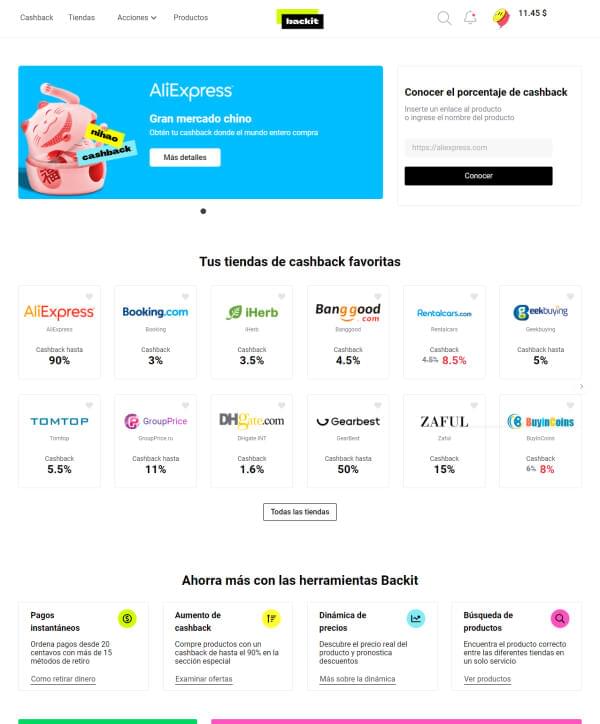 Cashback Tiendas Acciones Productos backit 11.45 $
AliExpress
Gran mercado chino
Obtén tu cashback donde el mundo entero compra
Más detalles
nihao
cashback
福
Conocer el porcentaje de cashback
Inserte un enlace al producto
o ingrese el nombre del producto
https://aliexpress.com
Conocer
Tus tiendas de cashback favoritas
AliExpress
AliExpress
Cashback hasta
90%
Booking.com
Booking
Cashback
3%
iHerb
iHerb
Cashback
3.5%
Banggood
.com
Banggood
Cashback
4.5%
Rentalcars.com
Rentalcars
Cashback
4.5% 8.5%
Geekbuying
Geekbuying
Cashback hasta
5%
TOMTOP
Tomtop
Cashback
5.5%
GroupPrice
GroupPrice.ru
Cashback hasta
11%
DHgate.com
DHgate INT
Cashback
1.6%
Gearbest
GearBest
Cashback hasta
50%
ZAFUL
Zaful
Cashback
15%
BuyInCoins
BuyInCoins
Cashback
6% 8%
Todas las tiendas
Ahorra más con las herramientas Backit
Pagos
instantáneos
Ordena pagos desde 20
centavos con más de 15
métodos de retiro
Como retirar dinero
Aumento de
cashback
Compre productos con un
cashback de hasta el 90% en la
sección especial
Examinar ofertas
Dinámica de
precios
Descubre el precio real del
producto y pronostica
descuentos
Más sobre la dinámica
Búsqueda de
productos
Encuentra el producto correcto
entre las diferentes tiendas en
un solo servicio
Ver productos